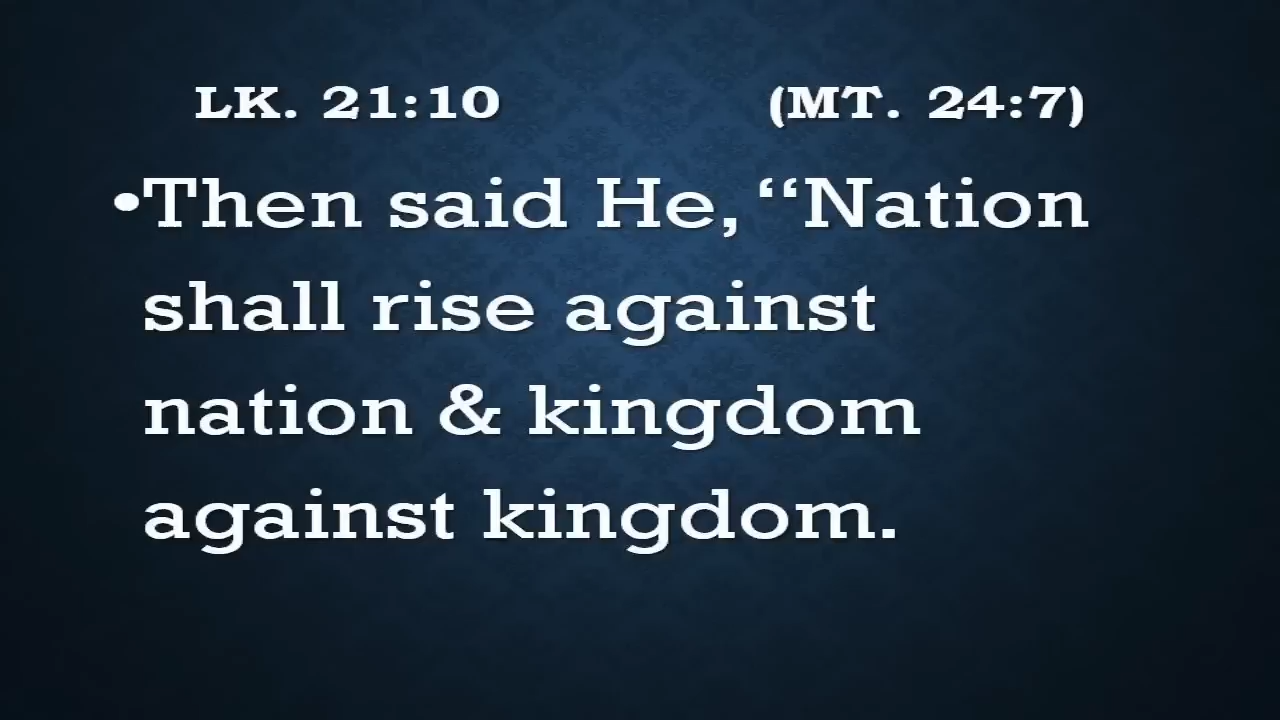 LK. 21:10 (MT. 24:7)
•Then said He, “Nation
shall rise against
nation & kingdom
against kingdom.